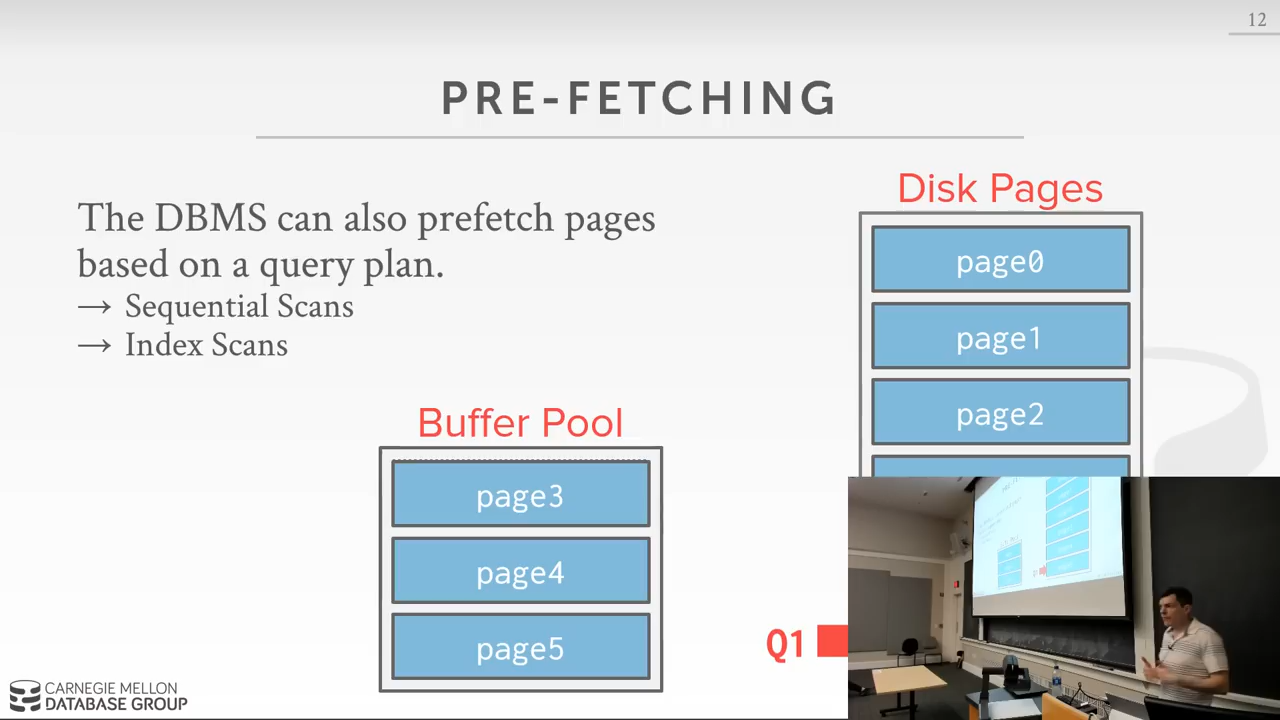 12
PRE-FETCHING
The DBMS can also prefetch pages
based on a query plan.
→ Sequential Scans
→ Index Scans
Disk Pages
page0
page1
page2
Buffer Pool
page3
page4
page5
Q1
CARNEGIE MELLON
DATABASE GROUP